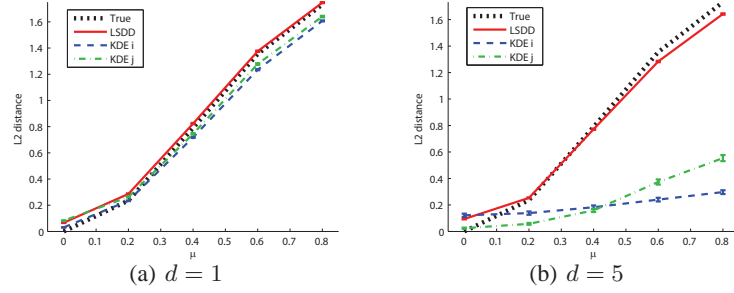 True
LSDD
KDE i
KDE j
L2 distance
1.6
1.4
1.2
1
0.8
0.6
0.4
0.2
0
0 0.1 0.2 0.3 0.4 0.5 0.6 0.7 0.8
μ
(a) d = 1
True
LSDD
KDE i
KDE j
L2 distance
1.6
1.4
1.2
1
0.8
0.6
0.4
0.2
0
0 0.1 0.2 0.3 0.4 0.5 0.6 0.7 0.8
μ
(b) d = 5